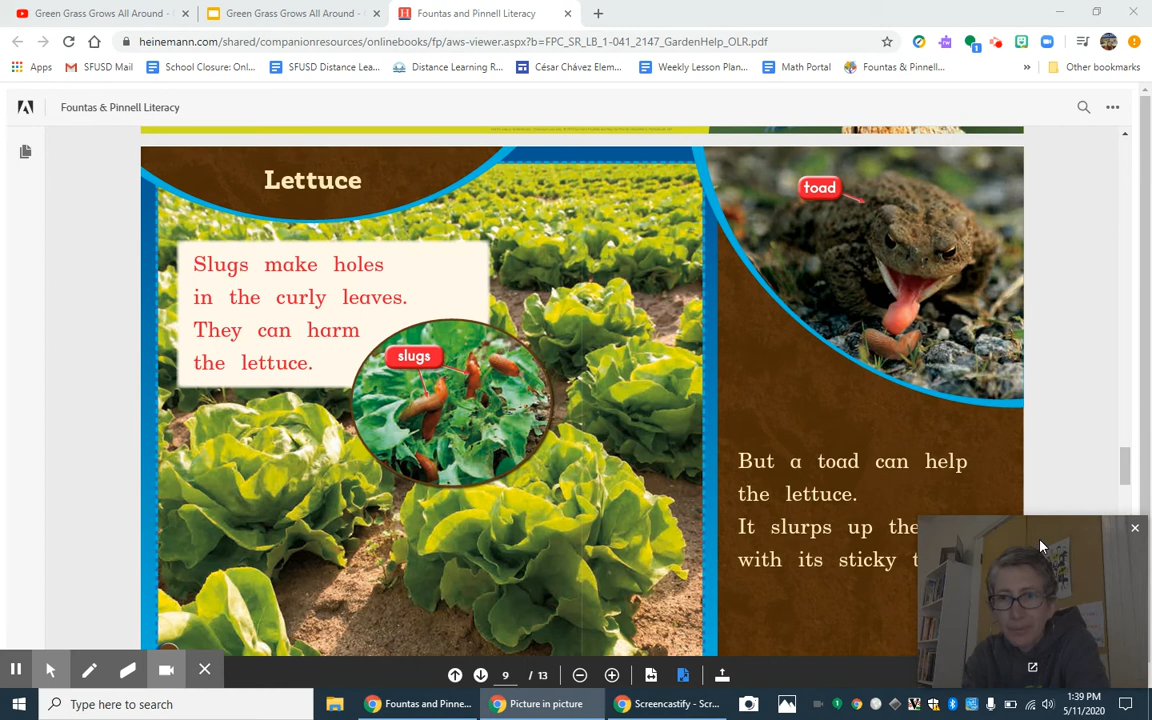 Green Grass Grows All Around -
Green Grass Grows All Around -
Fountas and Pinnell Literacy
heinemann.com/shared/companionresources/onlinebooks/fp/aws-viewer.aspx?b=FPC_SR_LB_1-041_2147_GardenHelp_OLR.pdf
Apps
SFUSD Mail
School Closure: Onl...
SFUSD Distance Lea...
Distance Learning R...
César Chávez Elem...
Weekly Lesson Plan...
Math Portal
Fountas & Pinnell...
»
Other bookmarks
Fountas & Pinnell Literacy
Lettuce
Slugs make holes
in the curly leaves.
They can harm
the lettuce.
slugs
toad
But a toad can help
the lettuce.
It slurps up the
with its sticky
9 / 13
Type here to search
Fountas and Pinne...
Picture in picture
Screencastify - Scr...
1:39 PM
5/11/2020